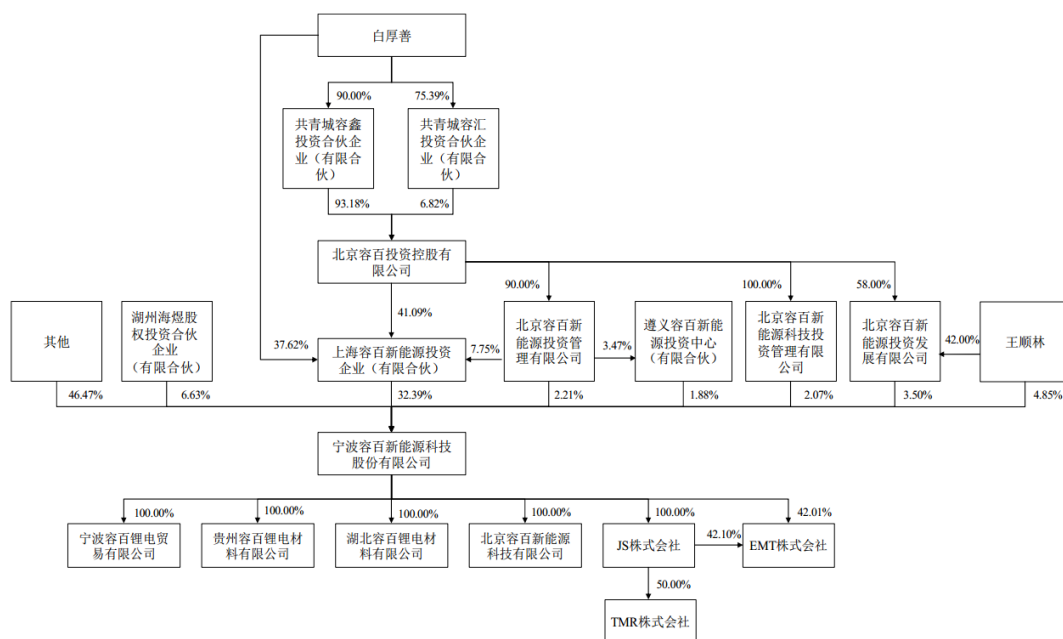 白厚善
90.00%
75.39%
共青城容鑫
投资合伙企
业（有限合
伙）
共青城容汇
投资合伙企
业（有限合
伙）
93.18%
6.82%
北京容百投资控股有
限公司
90.00%
100.00%
58.00%
41.09%
其他
湖州海煜股
权投资合伙
企业
（有限合伙）
37.62%
上海容百新能源投资
企业（有限合伙）
7.75%
北京容百新
能源投资管
理有限公司
3.47%
遵义容百新能
源投资中心
（有限合伙）
北京容百新
能源科技投
资管理有限
公司
北京容百新
能源投资发
展有限公司
42.00%
王顺林
46.47%
6.63%
32.39%
2.21%
1.88%
2.07%
3.50%
4.85%
宁波容百新能源科技
股份有限公司
100.00%
100.00%
100.00%
100.00%
100.00%
42.01%
宁波容百锂电贸
易有限公司
贵州容百锂电材
料有限公司
湖北容百锂电材
料有限公司
北京容百新能源
科技有限公司
JS株式会社
42.10%
EMT株式会社
50.00%
TMR株式会社